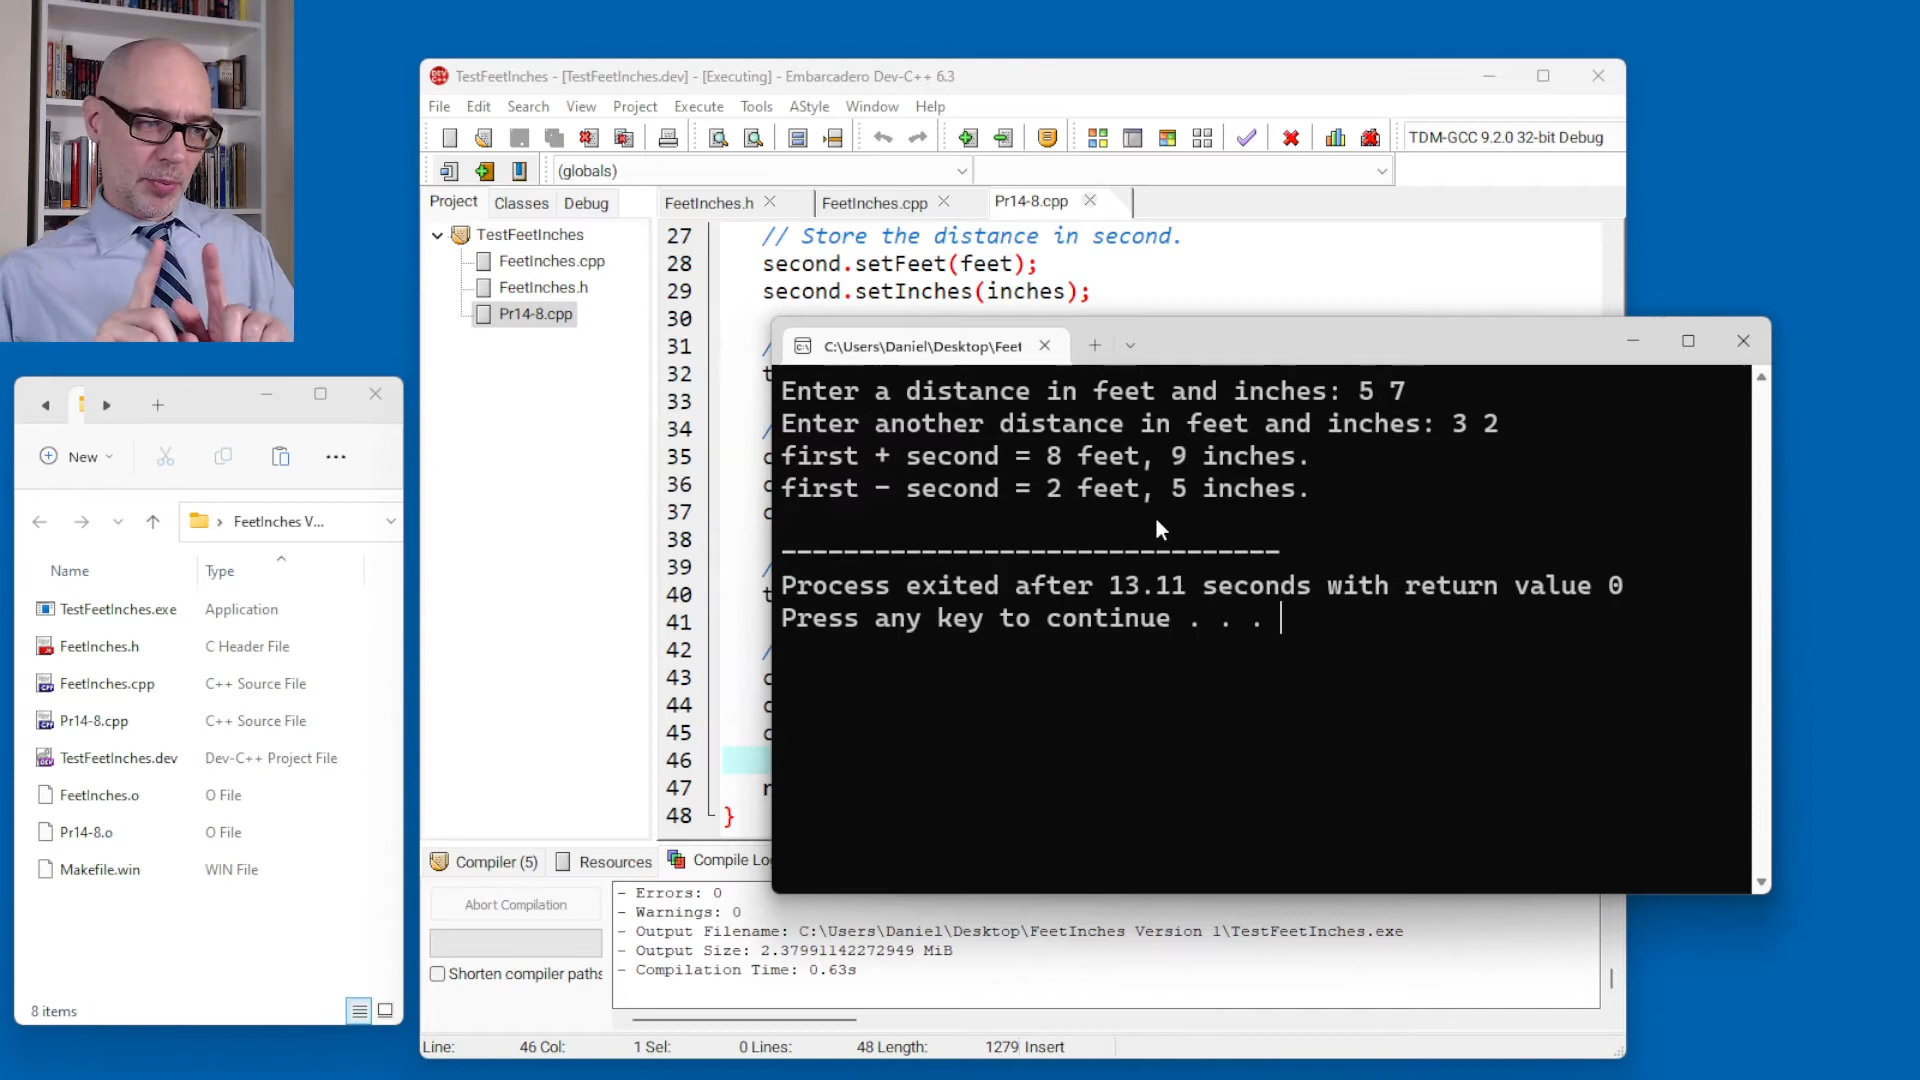 TestFeetInches - [TestFeetInches.dev] - [Executing] - Embarcadero Dev-C++ 6.3
File Edit Search View Project Execute Tools AStyle Window Help
TDM-GCC 9.2.0 32-bit Debug
(globals)
Project Classes Debug
FeetInches.h FeetInches.cpp Pr14-8.cpp
TestFeetInches
FeetInches.cpp
FeetInches.h
Pr14-8.cpp
27 // Store the distance in second.
28 second.setFeet(feet);
29 second.setInches(inches);
30
31 /
32 t
33
34 /
35 c
36 c
37 c
38
39 /
40 t
41
42 /
43 c
44 c
45 c
46
47 r
48 }
C:\Users\Daniel\Desktop\Feet
Enter a distance in feet and inches: 5 7
Enter another distance in feet and inches: 3 2
first + second = 8 feet, 9 inches.
first - second = 2 feet, 5 inches.
--------------------------------
Process exited after 13.11 seconds with return value 0
Press any key to continue . . .
New
FeetInches V...
Name Type
TestFeetInches.exe Application
FeetInches.h C Header File
FeetInches.cpp C++ Source File
Pr14-8.cpp C++ Source File
TestFeetInches.dev Dev-C++ Project File
FeetInches.o O File
Pr14-8.o O File
Makefile.win WIN File
8 items
Compiler (5) Resources Compile Lo
Abort Compilation
Shorten compiler paths
- Errors: 0
- Warnings: 0
- Output Filename: C:\Users\Daniel\Desktop\FeetInches Version 1\TestFeetInches.exe
- Output Size: 2.37991142272949 MiB
- Compilation Time: 0.63s
Line: 46 Col: 1 Sel: 0 Lines: 48 Length: 1279 Insert